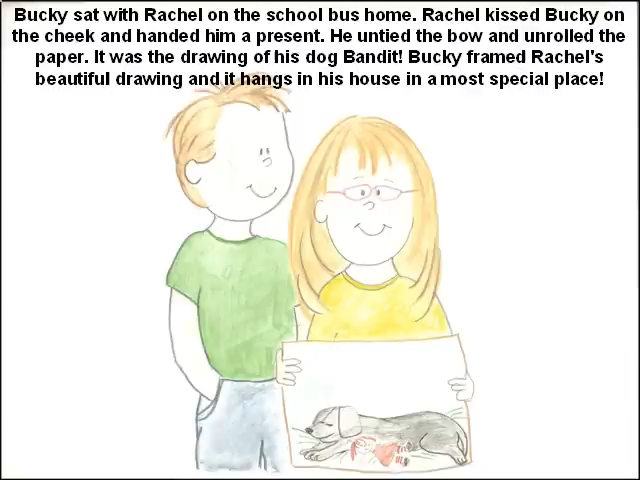 Bucky sat with Rachel on the school bus home. Rachel kissed Bucky on
the cheek and handed him a present. He untied the bow and unrolled the
paper. It was the drawing of his dog Bandit! Bucky framed Rachel's
beautiful drawing and it hangs in his house in a most special place!